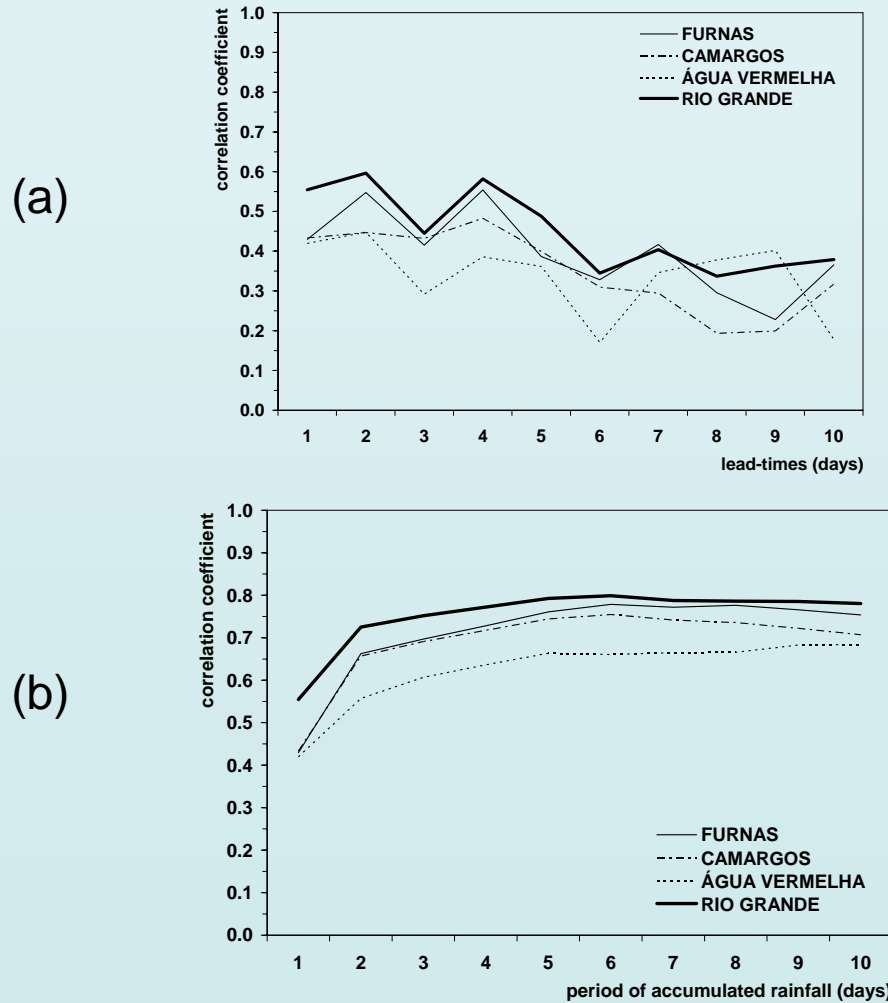 (a)
correlation coefficient
1.0
0.9
0.8
0.7
0.6
0.5
0.4
0.3
0.2
0.1
0.0
FURNAS
CAMARGOS
ÁGUA VERMELHA
RIO GRANDE
1 2 3 4 5 6 7 8 9 10
lead-times (days)
(b)
correlation coefficient
1.0
0.9
0.8
0.7
0.6
0.5
0.4
0.3
0.2
0.1
0.0
FURNAS
CAMARGOS
ÁGUA VERMELHA
RIO GRANDE
1 2 3 4 5 6 7 8 9 10
period of accumulated rainfall (days)